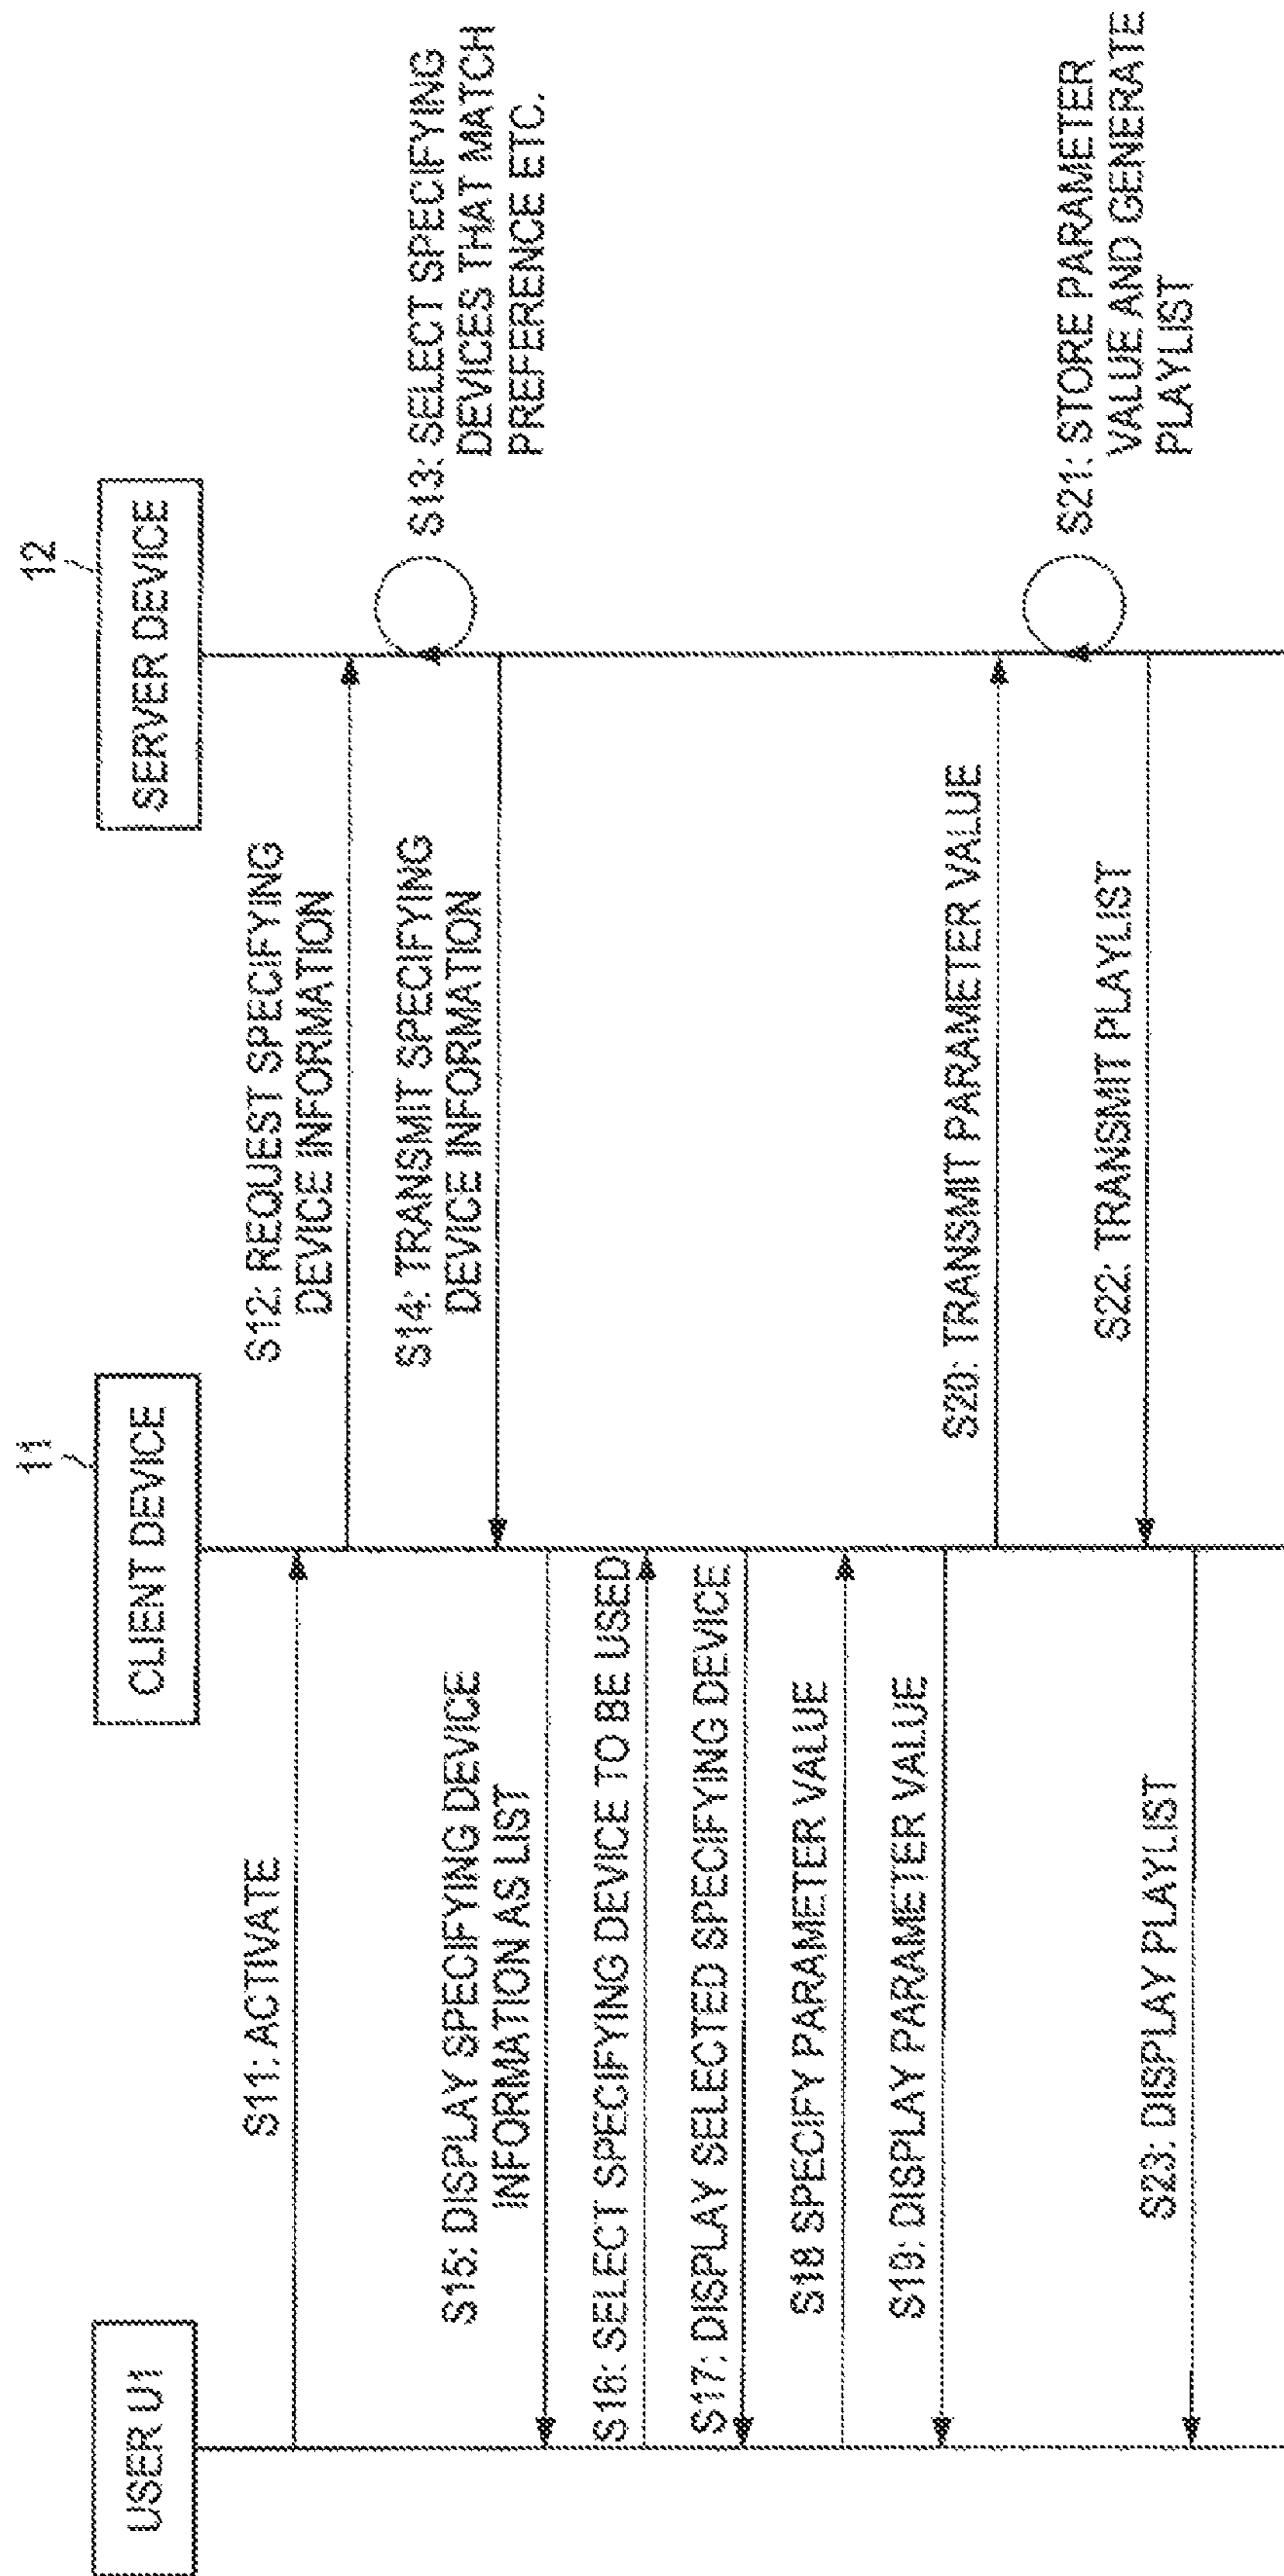 USER U1
11
CLIENT DEVICE
12
SERVER DEVICE
S11: ACTIVATE
S12: REQUEST SPECIFYING
DEVICE INFORMATION
S13: SELECT SPECIFYING
DEVICES THAT MATCH
PREFERENCE ETC.
S14: TRANSMIT SPECIFYING
DEVICE INFORMATION
S15: DISPLAY SPECIFYING DEVICE
INFORMATION AS LIST
S16: SELECT SPECIFYING DEVICE TO BE USED
S17: DISPLAY SELECTED SPECIFYING DEVICE
S18 SPECIFY PARAMETER VALUE
S19: DISPLAY PARAMETER VALUE
S20: TRANSMIT PARAMETER VALUE
S21: STORE PARAMETER
VALUE AND GENERATE
PLAYLIST
S22: TRANSMIT PLAYLIST
S23: DISPLAY PLAYLIST